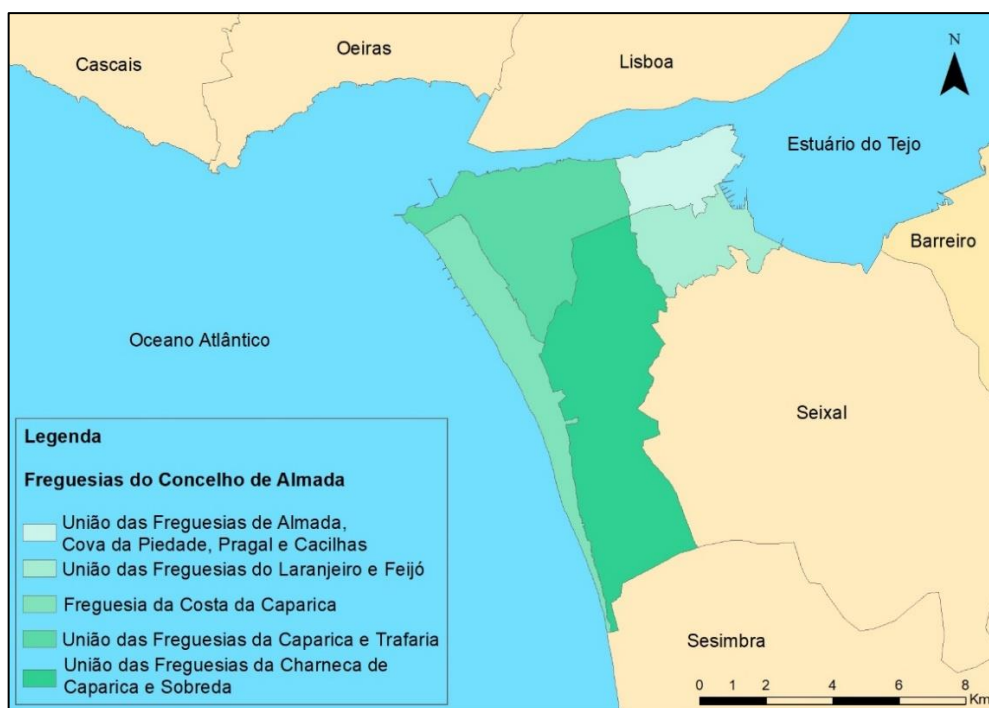 Cascais
Oeiras
Lisboa
N
Estuário do Tejo
Barreiro
Oceano Atlântico
Seixal
Sesimbra
Legenda
Freguesias do Concelho de Almada
União das Freguesias de Almada,
Cova da Piedade, Pragal e Cacilhas
União das Freguesias do Laranjeiro e Feijó
Freguesia da Costa da Caparica
União das Freguesias da Caparica e Trafaria
União das Freguesias da Charneca de
Caparica e Sobreda
0 1 2 4 6 8
Km